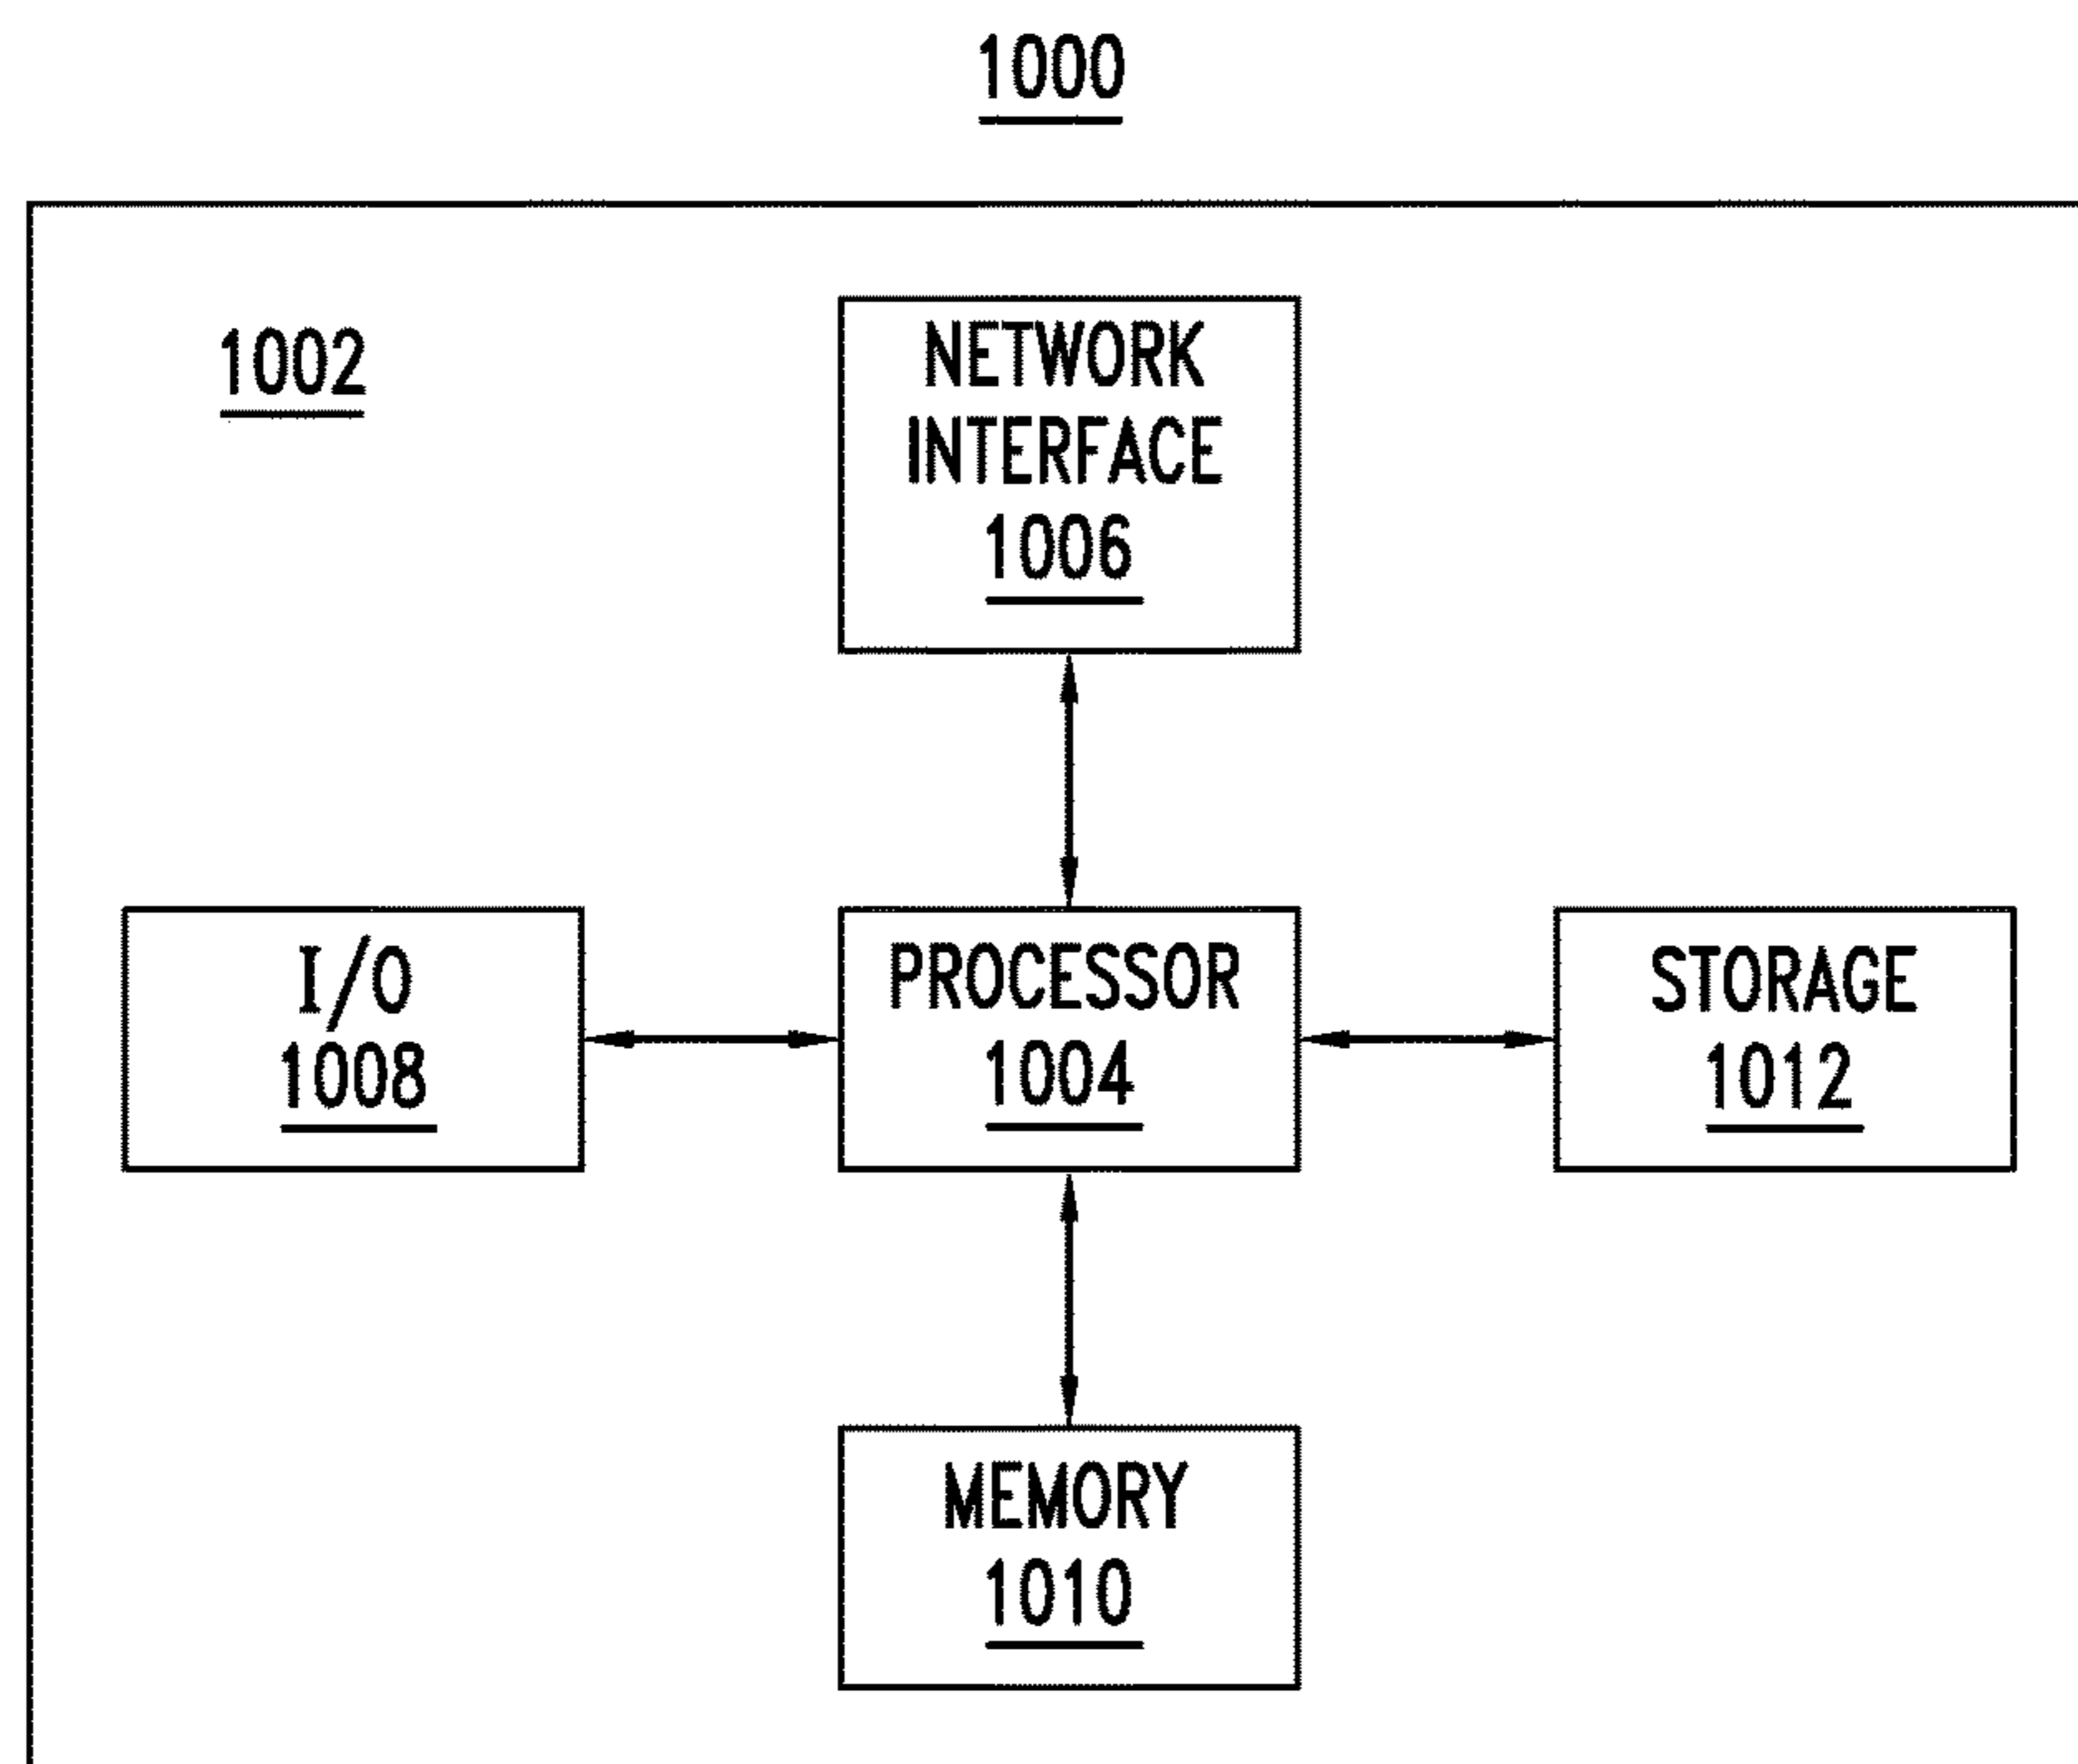 1000
1002
NETWORK
INTERFACE
1006
I/O
1008
PROCESSOR
1004
STORAGE
1012
MEMORY
1010